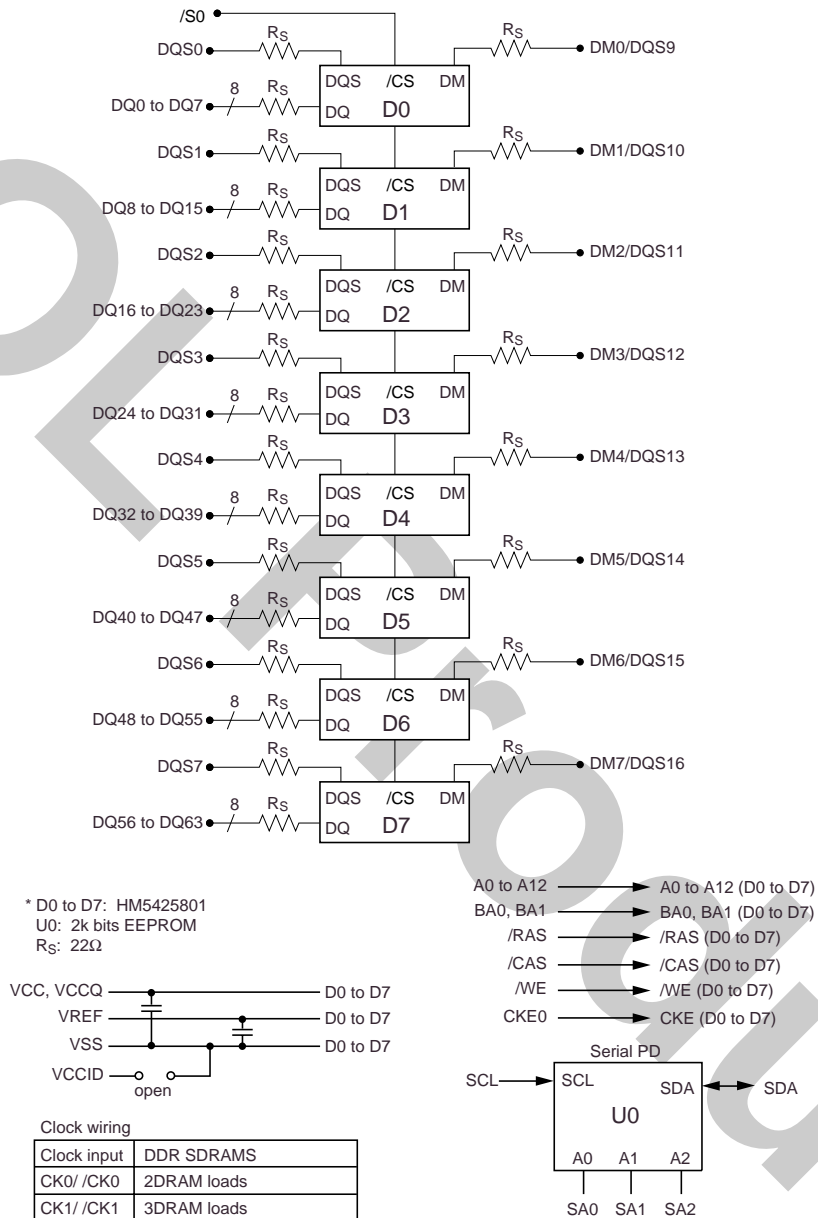 /S0
DQS0 RS RS DM0/DQS9
DQS /CS DM
DQ0 to DQ7 8 RS DQ D0
DQS1 RS RS DM1/DQS10
DQS /CS DM
DQ8 to DQ15 8 RS DQ D1
DQS2 RS RS DM2/DQS11
DQS /CS DM
DQ16 to DQ23 8 RS DQ D2
DQS3 RS RS DM3/DQS12
DQS /CS DM
DQ24 to DQ31 8 RS DQ D3
DQS4 RS RS DM4/DQS13
DQS /CS DM
DQ32 to DQ39 8 RS DQ D4
DQS5 RS RS DM5/DQS14
DQS /CS DM
DQ40 to DQ47 8 RS DQ D5
DQS6 RS RS DM6/DQS15
DQS /CS DM
DQ48 to DQ55 8 RS DQ D6
DQS7 RS RS DM7/DQS16
DQS /CS DM
DQ56 to DQ63 8 RS DQ D7
* D0 to D7: HM5425801
U0: 2k bits EEPROM
RS: 22Ω
VCC, VCCQ D0 to D7
VREF D0 to D7
VSS D0 to D7
VCCID open
Clock wiring
Clock input DDR SDRAMS
CK0/ /CK0 2DRAM loads
CK1/ /CK1 3DRAM loads
A0 to A12 A0 to A12 (D0 to D7)
BA0, BA1 BA0, BA1 (D0 to D7)
/RAS /RAS (D0 to D7)
/CAS /CAS (D0 to D7)
/WE /WE (D0 to D7)
CKE0 CKE (D0 to D7)
Serial PD
SCL SCL SDA SDA
U0
A0 A1 A2
SA0 SA1 SA2